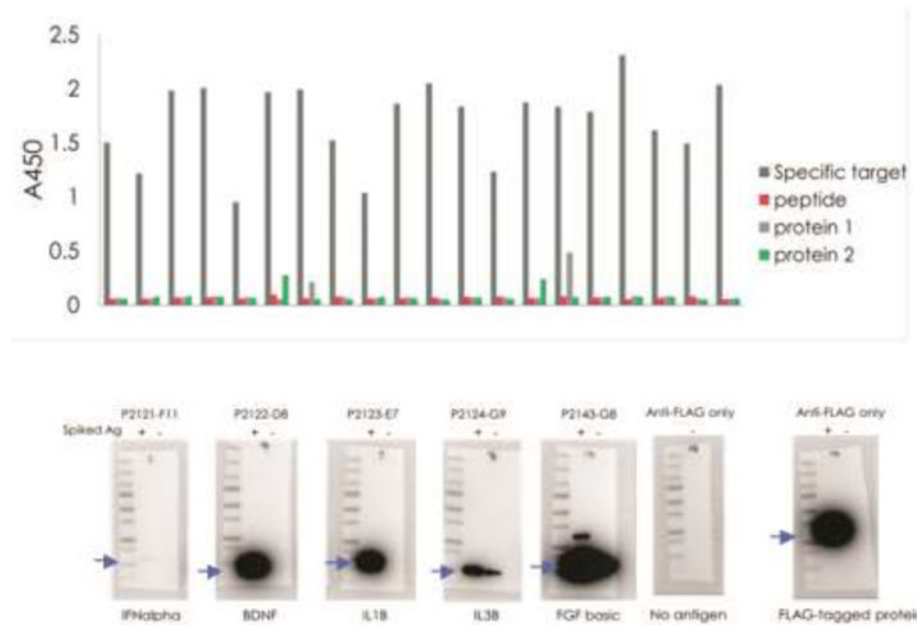 2.5
2
1.5
1
0.5
0
A450
Specific target
peptide
protein 1
protein 2
P2121-F11 P2122-D8 P2123-E7 P2124-G9 P2143-G8 Anti-FLAG only Anti-FLAG only
Spiked Ag + - + - + - + - + - - +
IFNalpha BDNF IL1B IL3B FGF basic No antigen FLAG-tagged protein